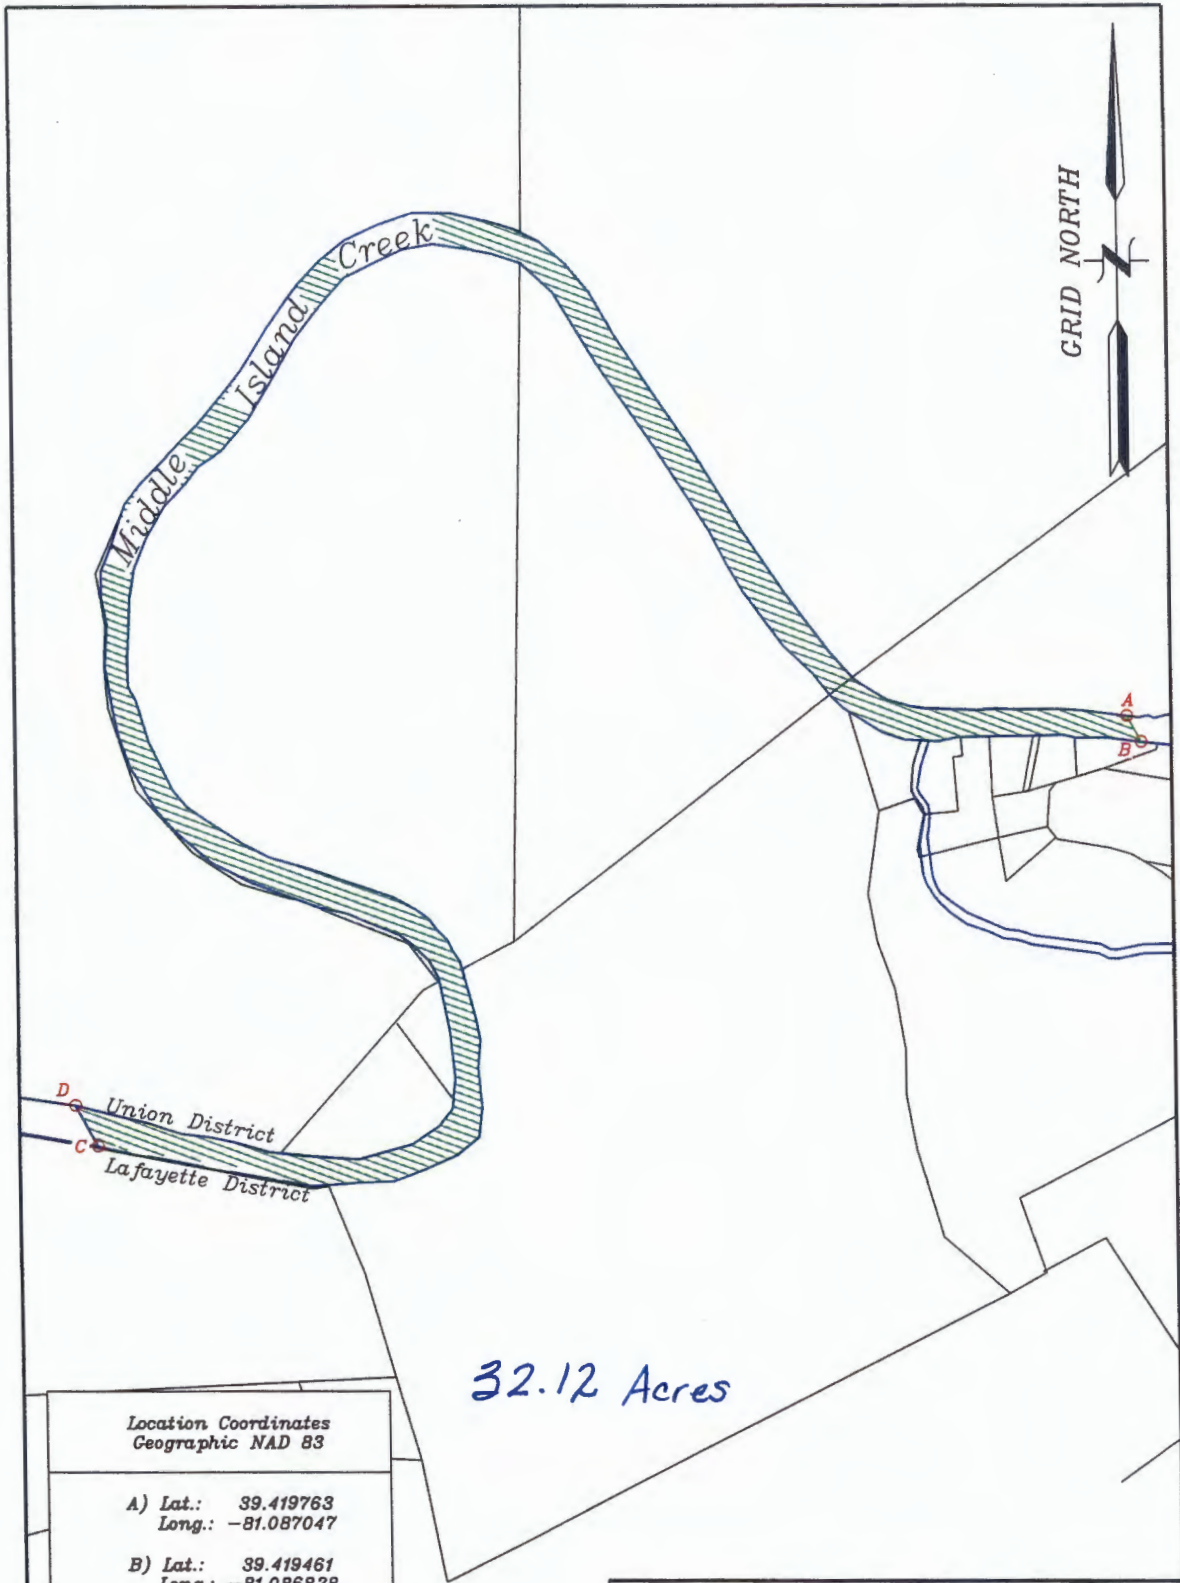 GRID NORTH
Middle Island Creek
A
B
D
Union District
C
Lafayette District
32.12 Acres
Location Coordinates
Geographic NAD 83
A) Lat.: 39.419763
Long.: -81.087047
B) Lat.: 39.419461